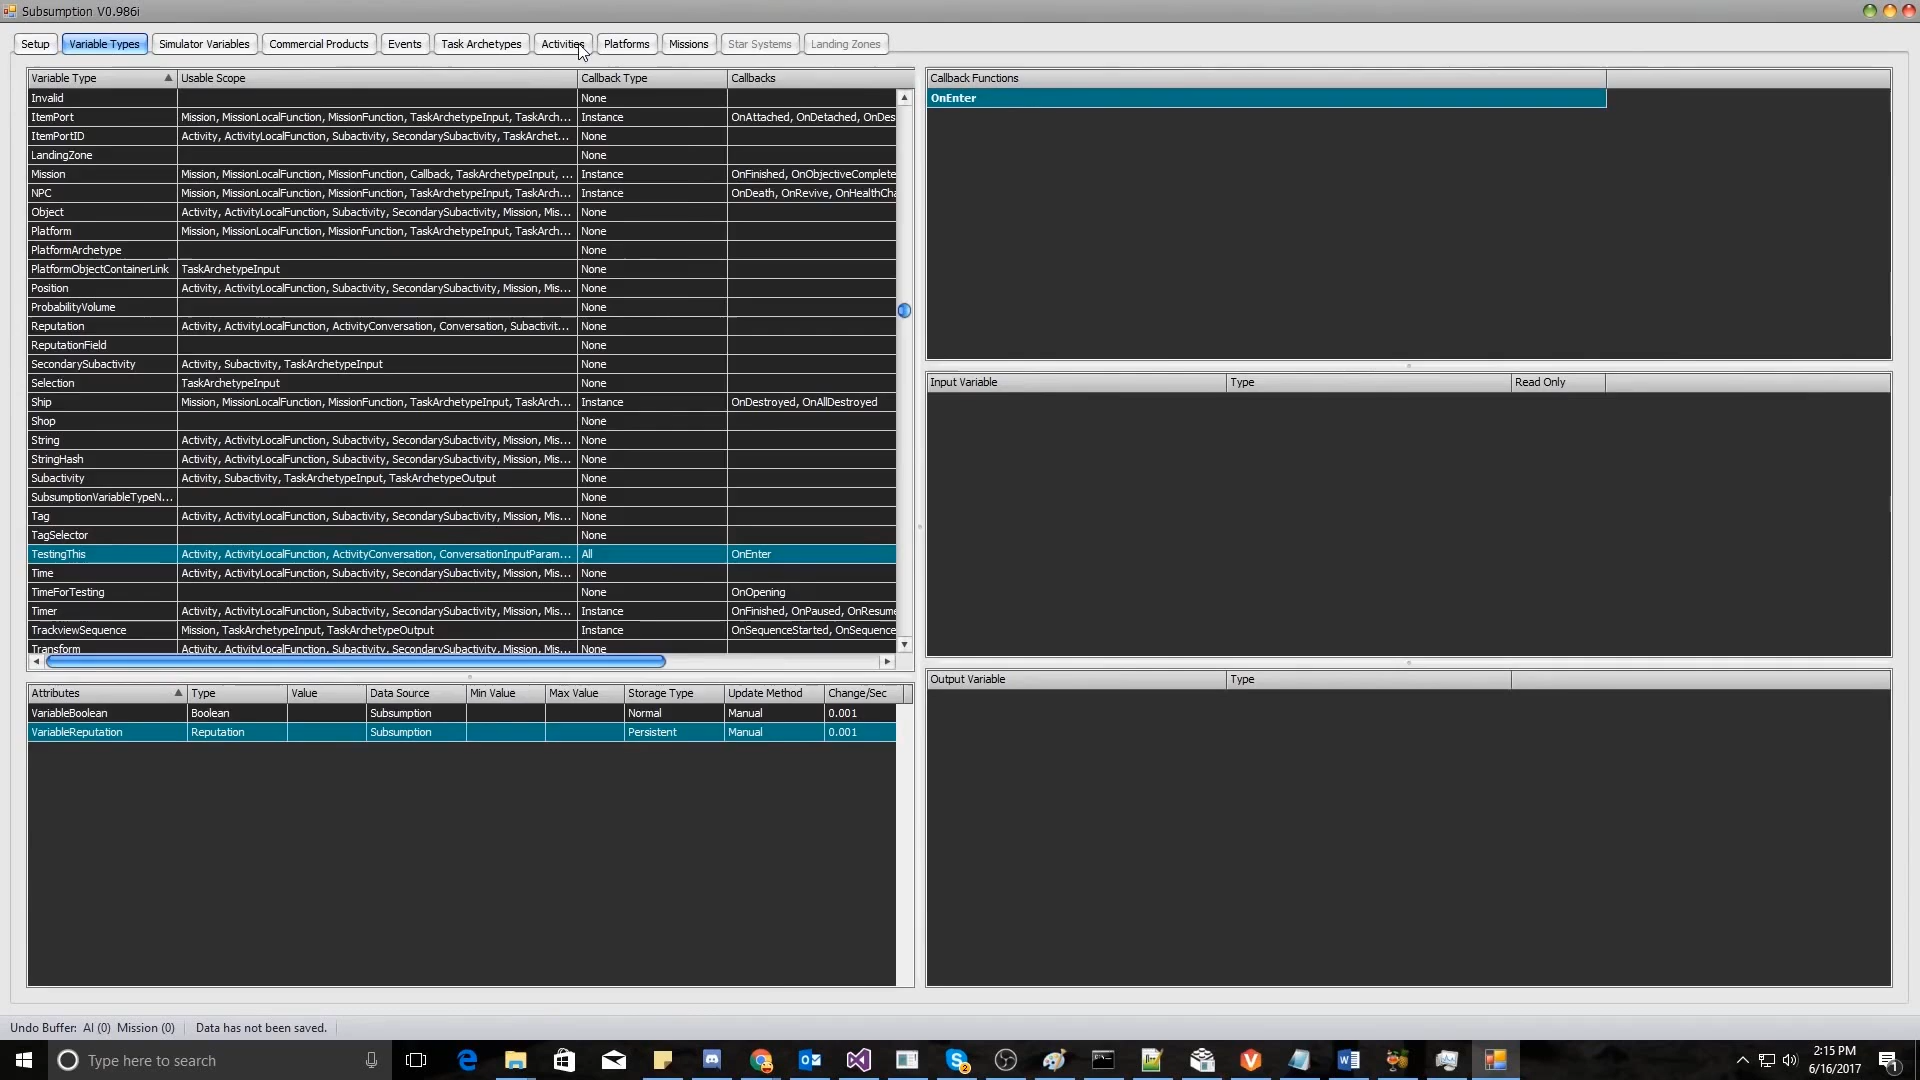 Subsumption V0.986i
Setup Variable Types Simulator Variables Commercial Products Events Task Archetypes Activities Platforms Missions Star Systems Landing Zones
Variable Type Usable Scope Callback Type Callbacks
Invalid None
ItemPort Mission, MissionLocalFunction, MissionFunction, TaskArchetypeInput, TaskArch... Instance OnAttached, OnDetached, OnDes
ItemPortID Activity, ActivityLocalFunction, Subactivity, SecondarySubactivity, TaskArchet... None
LandingZone None
Mission Mission, MissionLocalFunction, MissionFunction, Callback, TaskArchetypeInput, ... Instance OnFinished, OnObjectiveComplete
NPC Mission, MissionLocalFunction, MissionFunction, TaskArchetypeInput, TaskArch... Instance OnDeath, OnRevive, OnHealthCha
Object Activity, ActivityLocalFunction, Subactivity, SecondarySubactivity, Mission, Mis... None
Platform Mission, MissionLocalFunction, MissionFunction, TaskArchetypeInput, TaskArch... None
PlatformArchetype None
PlatformObjectContainerLink TaskArchetypeInput None
Position Activity, ActivityLocalFunction, Subactivity, SecondarySubactivity, Mission, Mis... None
ProbabilityVolume None
Reputation Activity, ActivityLocalFunction, ActivityConversation, Conversation, Subactivit... None
ReputationField None
SecondarySubactivity Activity, Subactivity, TaskArchetypeInput None
Selection TaskArchetypeInput None
Ship Mission, MissionLocalFunction, MissionFunction, TaskArchetypeInput, TaskArch... Instance OnDestroyed, OnAllDestroyed
Shop None
String Activity, ActivityLocalFunction, Subactivity, SecondarySubactivity, Mission, Mis... None
StringHash Activity, ActivityLocalFunction, Subactivity, SecondarySubactivity, Mission, Mis... None
Subactivity Activity, Subactivity, TaskArchetypeInput, TaskArchetypeOutput None
SubsumptionVariableTypeN... None
Tag Activity, ActivityLocalFunction, Subactivity, SecondarySubactivity, Mission, Mis... None
TagSelector None
TestingThis Activity, ActivityLocalFunction, ActivityConversation, ConversationInputParam... All OnEnter
Time Activity, ActivityLocalFunction, Subactivity, SecondarySubactivity, Mission, Mis... None
TimeForTesting None OnOpening
Timer Activity, ActivityLocalFunction, Subactivity, SecondarySubactivity, Mission, Mis... Instance OnFinished, OnPaused, OnResume
TrackviewSequence Mission, TaskArchetypeInput, TaskArchetypeOutput Instance OnSequenceStarted, OnSequence
Transform Activity, ActivityLocalFunction, Subactivity, SecondarySubactivity, Mission, Mis... None
Attributes Type Value Data Source Min Value Max Value Storage Type Update Method Change/Sec
VariableBoolean Boolean Subsumption Normal Manual 0.001
VariableReputation Reputation Subsumption Persistent Manual 0.001
Callback Functions
OnEnter
Input Variable Type Read Only
Output Variable Type
Undo Buffer: AI (0) Mission (0) Data has not been saved.
Type here to search
2:15 PM
6/16/2017